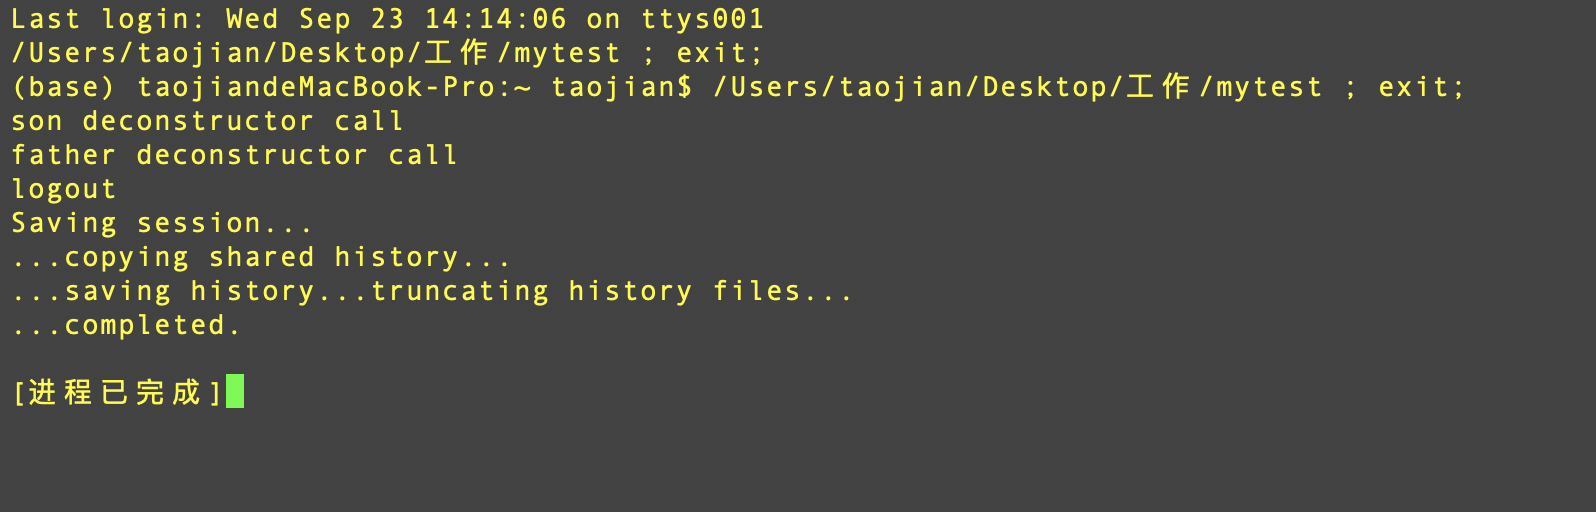 Last login: Wed Sep 23 14:14:06 on ttys001
/Users/taojian/Desktop/工作/mytest ; exit;
(base) taojiandeMacBook-Pro:~ taojian$ /Users/taojian/Desktop/工作/mytest ; exit;
son deconstructor call
father deconstructor call
logout
Saving session...
...copying shared history...
...saving history...truncating history files...
...completed.
[进程已完成]